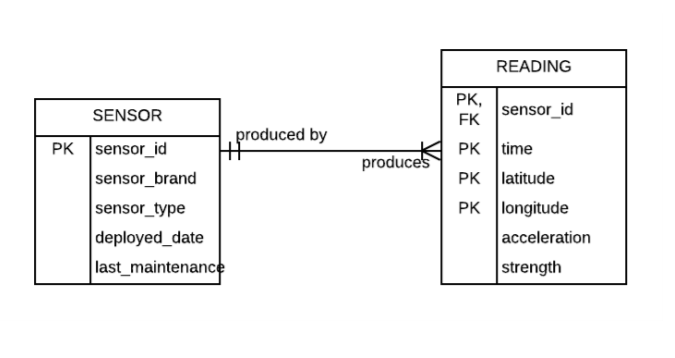 SENSOR
PK sensor_id
sensor_brand
sensor_type
deployed_date
last_maintenance
produced by
produces
READING
PK,
FK sensor_id
PK time
PK latitude
PK longitude
acceleration
strength